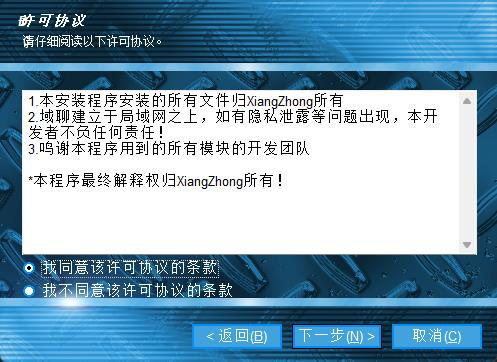 许可协议
请仔细阅读以下许可协议。
1.本安装程序安装的所有文件归XiangZhong所有
2.域聊建立于局域网之上，如有隐私泄露等问题出现，本开
发者不负任何责任！
3.鸣谢本程序用到的所有模块的开发团队
*本程序最终解释权归XiangZhong所有！
我同意该许可协议的条款
我不同意该许可协议的条款
< 返回(B)
下一步(N) >
取消(C)